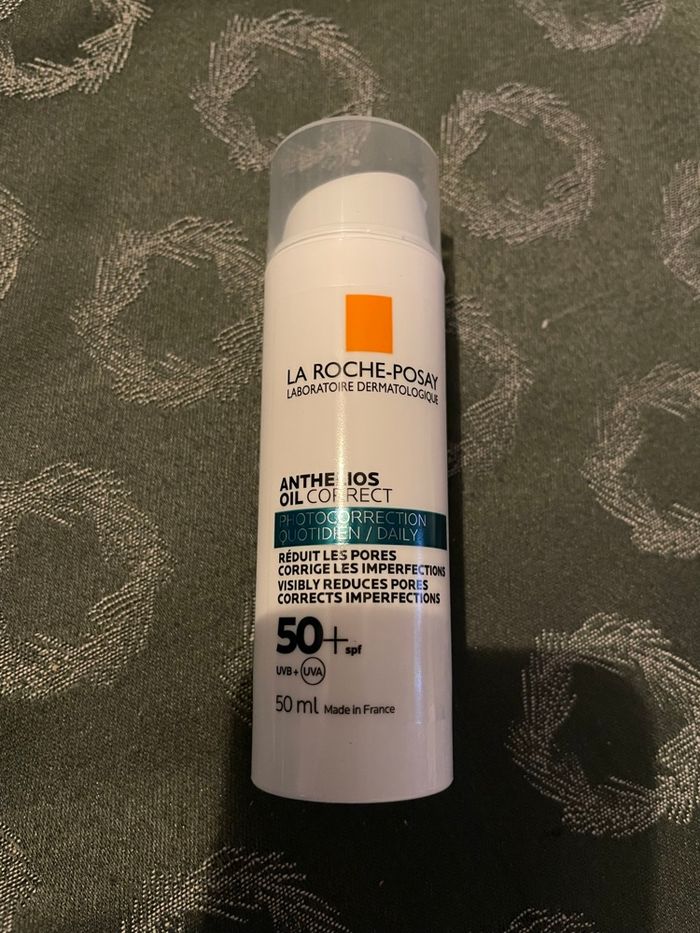 LA ROCHE-POSAY
LABORATOIRE DERMATOLOGIQUE
ANTHELIOS
OIL CORRECT
PHOTOCORRECTION
QUOTIDIEN / DAILY
RÉDUIT LES PORES
CORRIGE LES IMPERFECTIONS
VISIBLY REDUCES PORES
CORRECTS IMPERFECTIONS
50+ spf
UVB + UVA
50 ml Made in France